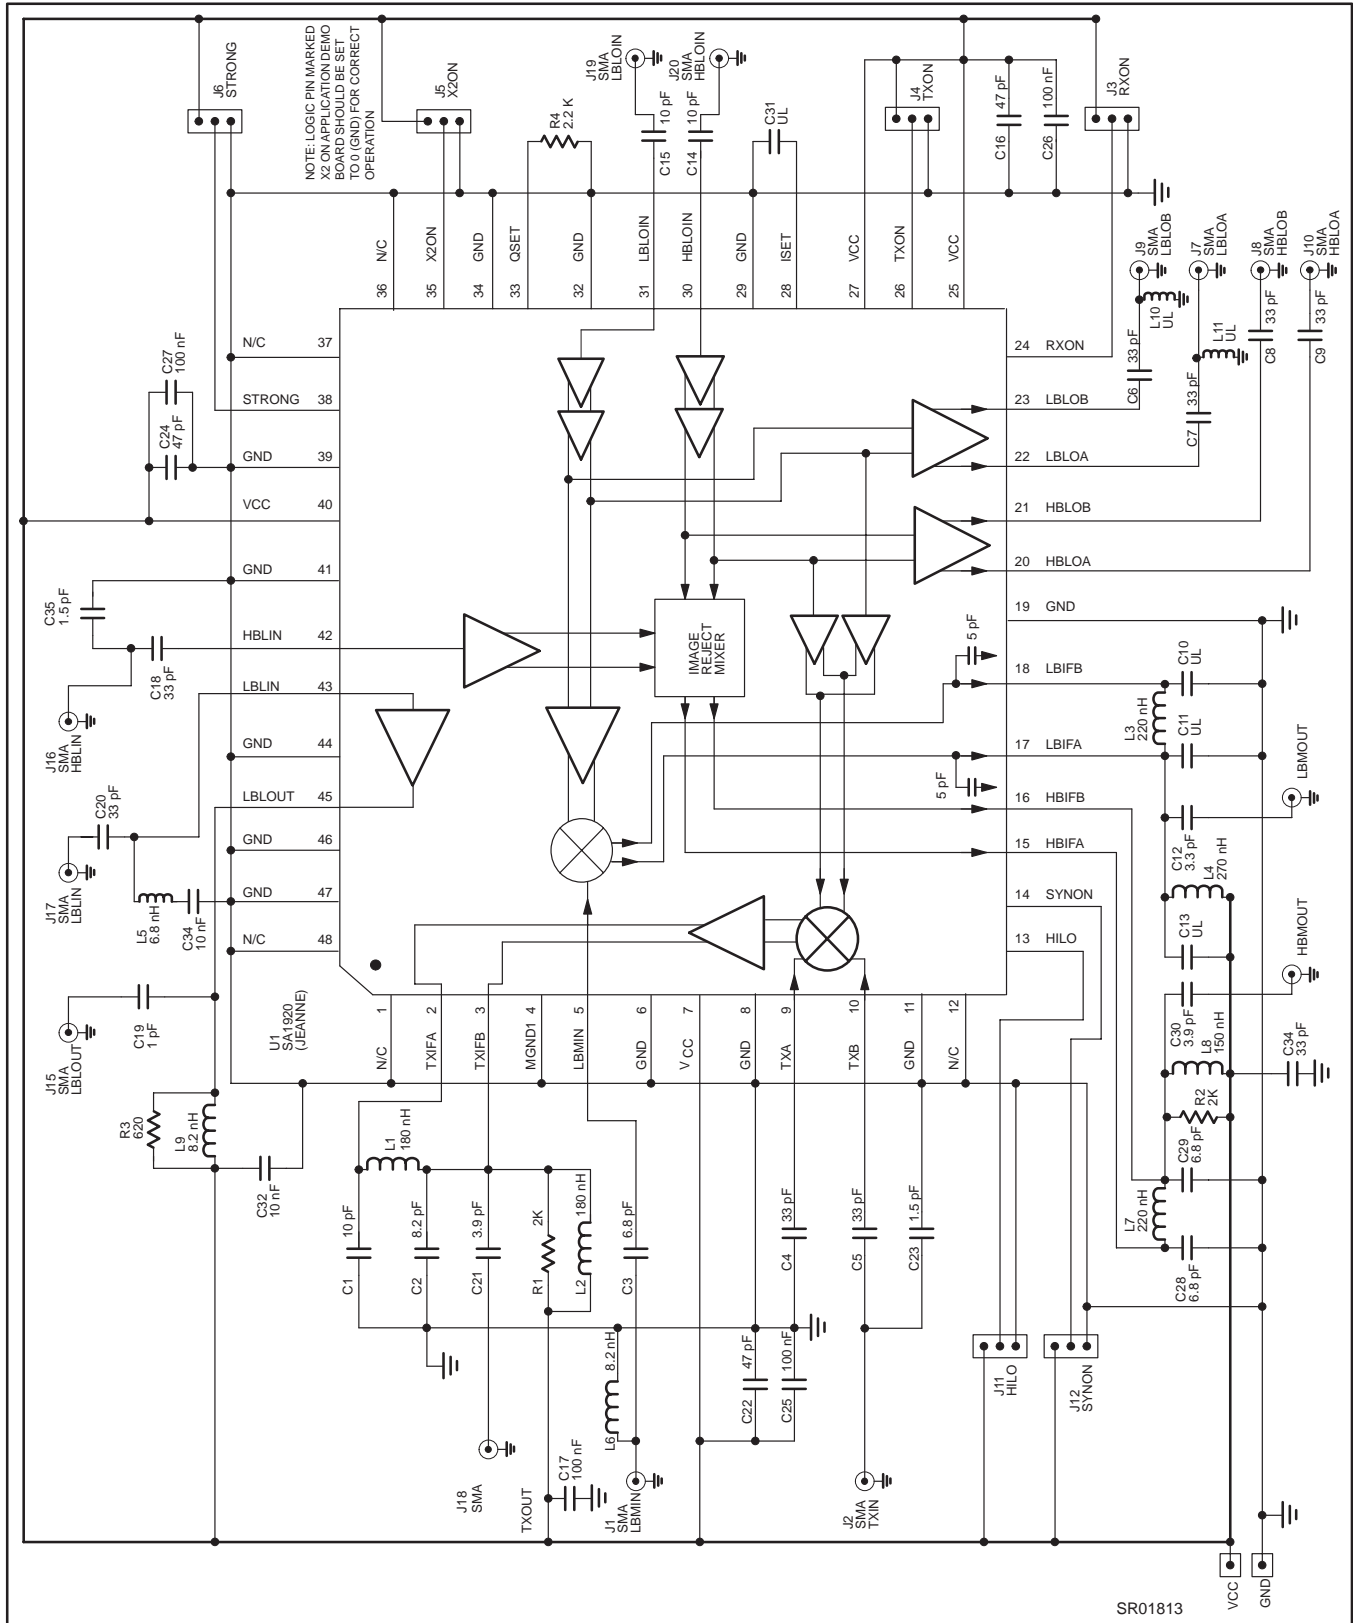 J6
STRONG
NOTE: LOGIC PIN MARKED
X2 ON APPLICATION DEMO
BOARD SHOULD BE SET
TO 0 (GND) FOR CORRECT
OPERATION
J5
X2ON
R4
2.2 K
J19
SMA
LBLOIN
10 pF
C15
J20
SMA
HBLOIN
10 pF
C14
C31
UL
J4
TXON
47 pF
C16
100 nF
C26
J3
RXON
N/C
36
X2ON
35
GND
34
QSET
33
GND
32
LBLOIN
31
HBLOIN
30
GND
29
ISET
28
VCC
27
TXON
26
VCC
25
J9
SMA
LBLOB
L10
UL
33 pF
C6
J7
SMA
LBLOA
L11
UL
33 pF
C7
J8
SMA
HBLOB
33 pF
C8
J10
SMA
HBLOA
33 pF
C9
N/C 37
STRONG 38
GND 39
VCC 40
GND 41
HBLIN 42
LBLIN 43
GND 44
LBLOUT 45
GND 46
GND 47
N/C 48
C27
100 nF
C24
47 pF
C35
1.5 pF
C18
33 pF
J16
SMA
HBLIN
C20
33 pF
J17
SMA
LBLIN
L5
6.8 nH
C34
10 nF
J15
SMA
LBLOUT
C19
1 pF
U1
SA1920
(JEANNE)
R3
620
L9
8.2 nH
C32
10 nF
IMAGE
REJECT
MIXER
24 RXON
23 LBLOB
22 LBLOA
21 HBLOB
20 HBLOA
19 GND
5 pF
18 LBIFB
17 LBIFA
5 pF
16 HBIFB
15 HBIFA
14 SYNON
13 HILO
L3
220 nH
C10
UL
C11
UL
LBMOUT
C12
3.3 pF
L4
270 nH
C13
UL
HBMOUT
C30
3.9 pF
L8
150 nH
C34
33 pF
R2
2K
C29
6.8 pF
L7
220 nH
C28
6.8 pF
1
N/C
2
TXIFA
3
TXIFB
4
MGND1
5
LBMIN
6
GND
7
VCC
8
GND
9
TXA
10
TXB
11
GND
12
N/C
L1
180 nH
10 pF
C1
8.2 pF
C2
3.9 pF
C21
2K
R1
180 nH
L2
6.8 pF
C3
33 pF
C4
33 pF
C5
1.5 pF
C23
8.2 nH
L6
47 pF
C22
100 nF
C25
J11
HILO
J12
SYNON
J18
SMA
TXOUT
C17
100 nF
J1
SMA
LBMIN
J2
SMA
TXIN
VCC
GND
SR01813